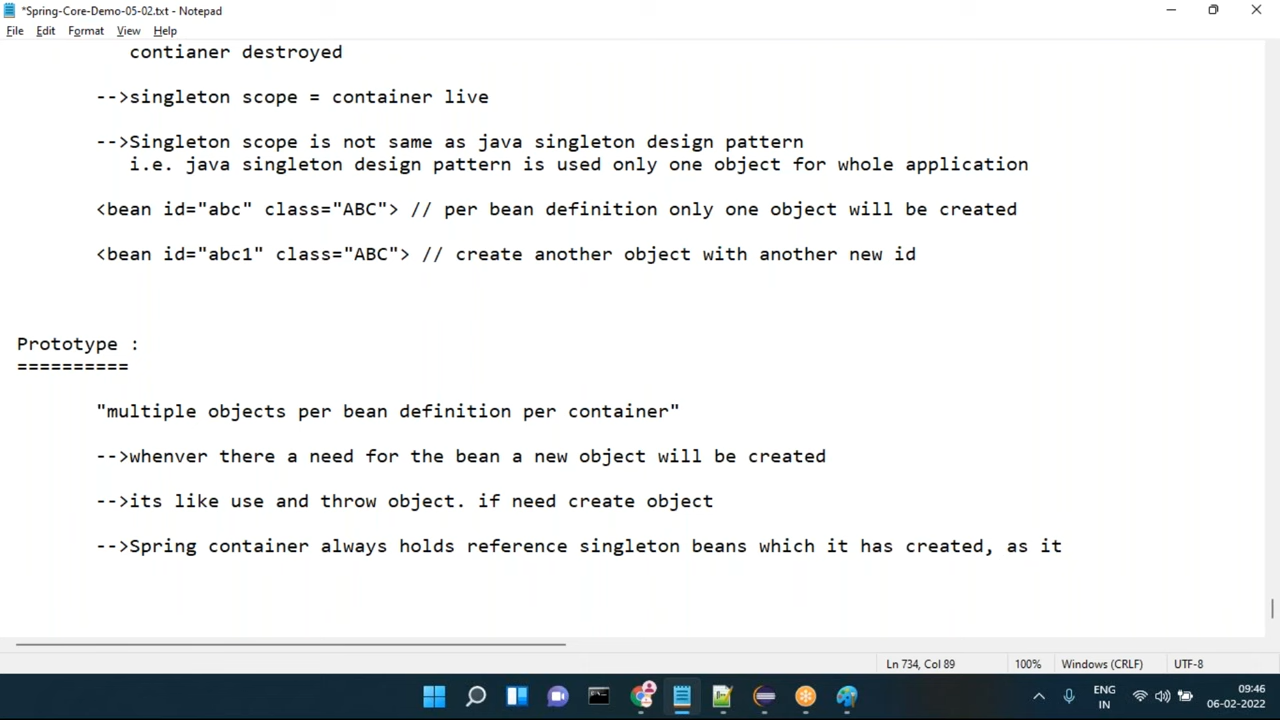 *Spring-Core-Demo-05-02.txt - Notepad
File Edit Format View Help
contianer destroyed
-->singleton scope = container live
-->Singleton scope is not same as java singleton design pattern
i.e. java singleton design pattern is used only one object for whole application
<bean id="abc" class="ABC"> // per bean definition only one object will be created
<bean id="abc1" class="ABC"> // create another object with another new id
Prototype :
==========
"multiple objects per bean definition per container"
-->whenver there a need for the bean a new object will be created
-->its like use and throw object. if need create object
-->Spring container always holds reference singleton beans which it has created, as it
Ln 734, Col 89 100% Windows (CRLF) UTF-8
ENG 09:46
IN 06-02-2022